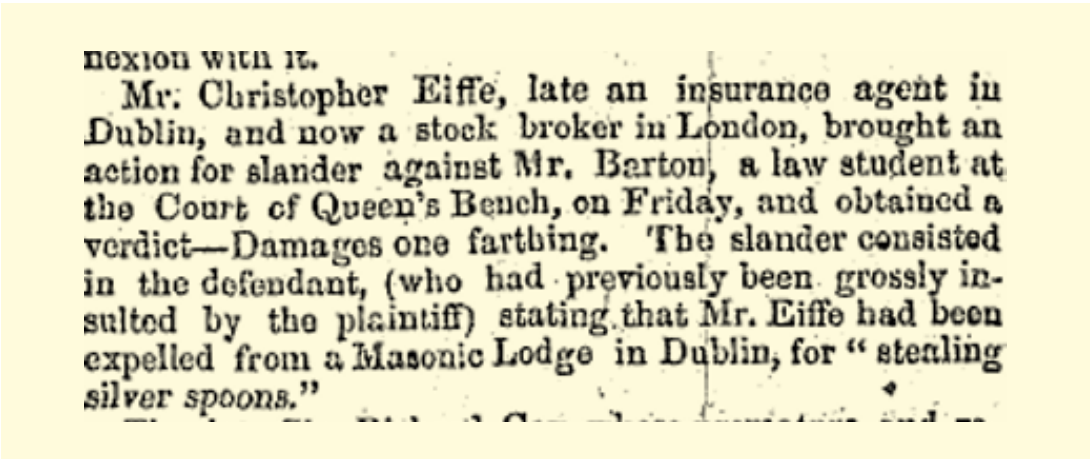 nexion with it.
Mr. Christopher Eiffe, late an insurance agent in
Dublin, and now a stock broker in London, brought an
action for slander against Mr. Barton, a law student at
the Court of Queen's Bench, on Friday, and obtained a
verdict—Damages one farthing. The slander consisted
in the defendant, (who had previously been grossly in-
sulted by the plaintiff) stating that Mr. Eiffe had been
expelled from a Masonic Lodge in Dublin, for “ stealing
silver spoons.”